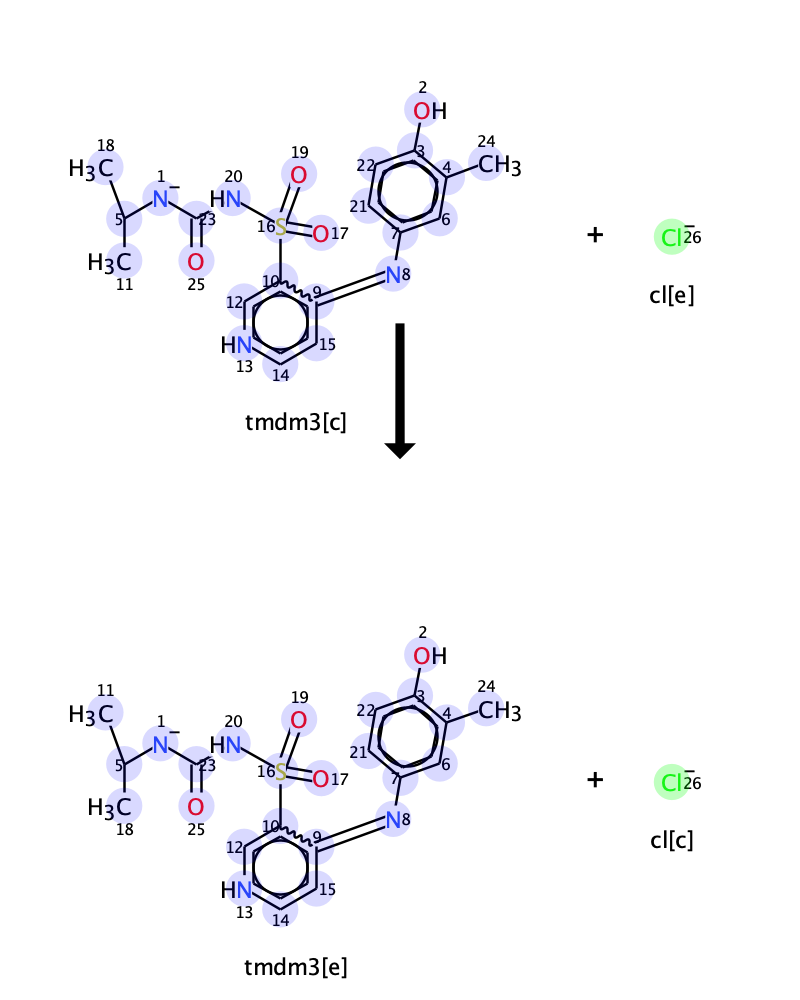 2
OH
18
H3C
19
O
22
3
4
24
CH3
1
N−
20
HN
21
6
5
23
16
S
O 17
7
+
Cl− 26
H3C
11
O
25
10
N 8
cl[e]
12
9
HN
13
15
14
tmdm3[c]
2
OH
11
H3C
19
O
22
3
4
24
CH3
1
N−
20
HN
21
6
5
23
16
S
O 17
7
+
Cl− 26
H3C
18
O
25
10
N 8
cl[c]
12
9
HN
13
15
14
tmdm3[e]